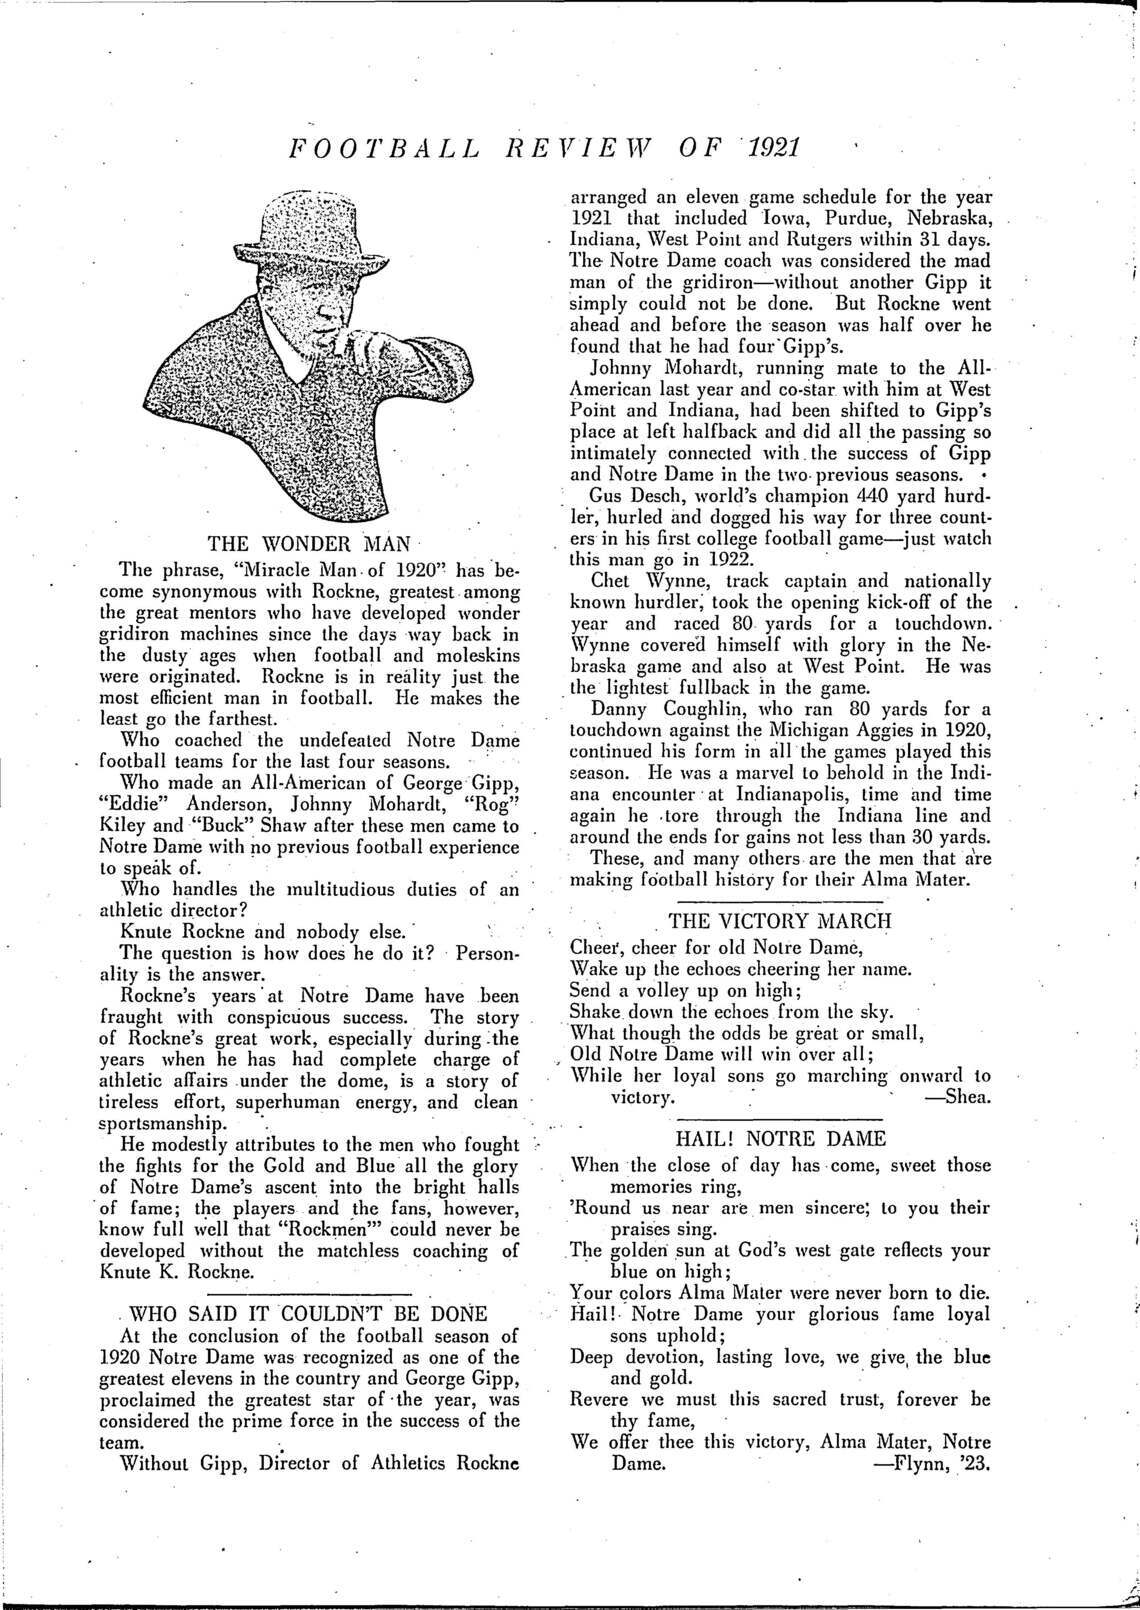 FOOTBALL REVIEW OF 1921
THE WONDER MAN
The phrase, “Miracle Man of 1920” has be-
come synonymous with Rockne, greatest among
the great mentors who have developed wonder
gridiron machines since the days way back in
the dusty ages when football and moleskins
were originated. Rockne is in reality just the
most efficient man in football. He makes the
least go the farthest.
Who coached the undefeated Notre Dame
football teams for the last four seasons.
Who made an All-American of George Gipp,
“Eddie” Anderson, Johnny Mohardt, “Rog”
Kiley and “Buck” Shaw after these men came to
Notre Dame with no previous football experience
to speak of.
Who handles the multitudious duties of an
athletic director?
Knute Rockne and nobody else.
The question is how does he do it? Person-
ality is the answer.
Rockne’s years at Notre Dame have been
fraught with conspicuous success. The story
of Rockne’s great work, especially during the
years when he has had complete charge of
athletic affairs under the dome, is a story of
tireless effort, superhuman energy, and clean
sportsmanship.
He modestly attributes to the men who fought
the fights for the Gold and Blue all the glory
of Notre Dame’s ascent into the bright halls
of fame; the players and the fans, however,
know full well that “Rockmen’” could never be
developed without the matchless coaching of
Knute K. Rockne.
WHO SAID IT COULDN’T BE DONE
At the conclusion of the football season of
1920 Notre Dame was recognized as one of the
greatest elevens in the country and George Gipp,
proclaimed the greatest star of the year, was
considered the prime force in the success of the
team.
Without Gipp, Director of Athletics Rockne
arranged an eleven game schedule for the year
1921 that included Iowa, Purdue, Nebraska,
Indiana, West Point and Rutgers within 31 days.
The Notre Dame coach was considered the mad
man of the gridiron—without another Gipp it
simply could not be done. But Rockne went
ahead and before the season was half over he
found that he had four Gipp’s.
Johnny Mohardt, running mate to the All-
American last year and co-star with him at West
Point and Indiana, had been shifted to Gipp’s
place at left halfback and did all the passing so
intimately connected with the success of Gipp
and Notre Dame in the two previous seasons.
Gus Desch, world’s champion 440 yard hurd-
ler, hurled and dogged his way for three count-
ers in his first college football game—just watch
this man go in 1922.
Chet Wynne, track captain and nationally
known hurdler, took the opening kick-off of the
year and raced 80 yards for a touchdown.
Wynne covered himself with glory in the Ne-
braska game and also at West Point. He was
the lightest fullback in the game.
Danny Coughlin, who ran 80 yards for a
touchdown against the Michigan Aggies in 1920,
continued his form in all the games played this
season. He was a marvel to behold in the Indi-
ana encounter at Indianapolis, time and time
again he tore through the Indiana line and
around the ends for gains not less than 30 yards.
These, and many others are the men that are
making football history for their Alma Mater.
THE VICTORY MARCH
Cheer, cheer for old Notre Dame,
Wake up the echoes cheering her name.
Send a volley up on high;
Shake down the echoes from the sky.
What though the odds be great or small,
Old Notre Dame will win over all;
While her loyal sons go marching onward to
victory. —Shea.
HAIL! NOTRE DAME
When the close of day has come, sweet those
memories ring,
’Round us near are men sincere; to you their
praises sing.
The golden sun at God’s west gate reflects your
blue on high;
Your colors Alma Mater were never born to die.
Hail! Notre Dame your glorious fame loyal
sons uphold;
Deep devotion, lasting love, we give, the blue
and gold.
Revere we must this sacred trust, forever be
thy fame,
We offer thee this victory, Alma Mater, Notre
Dame. —Flynn, ’23.